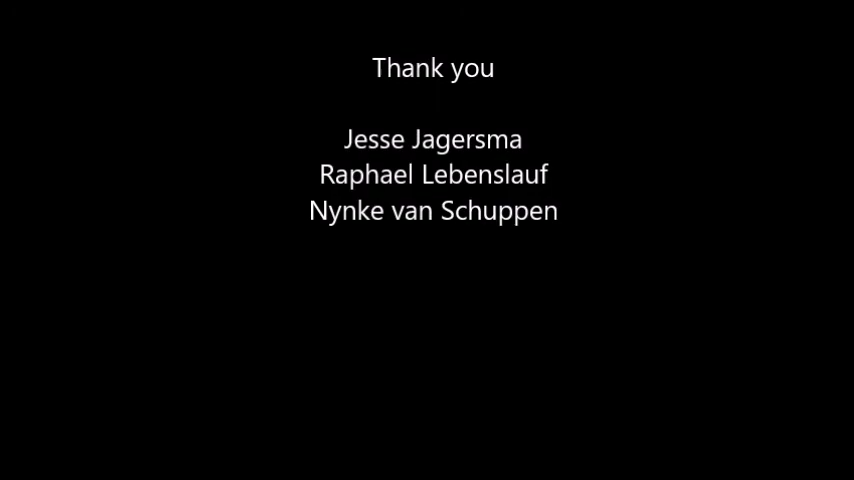 Thank you
Jesse Jagersma
Raphael Lebenslauf
Nynke van Schuppen